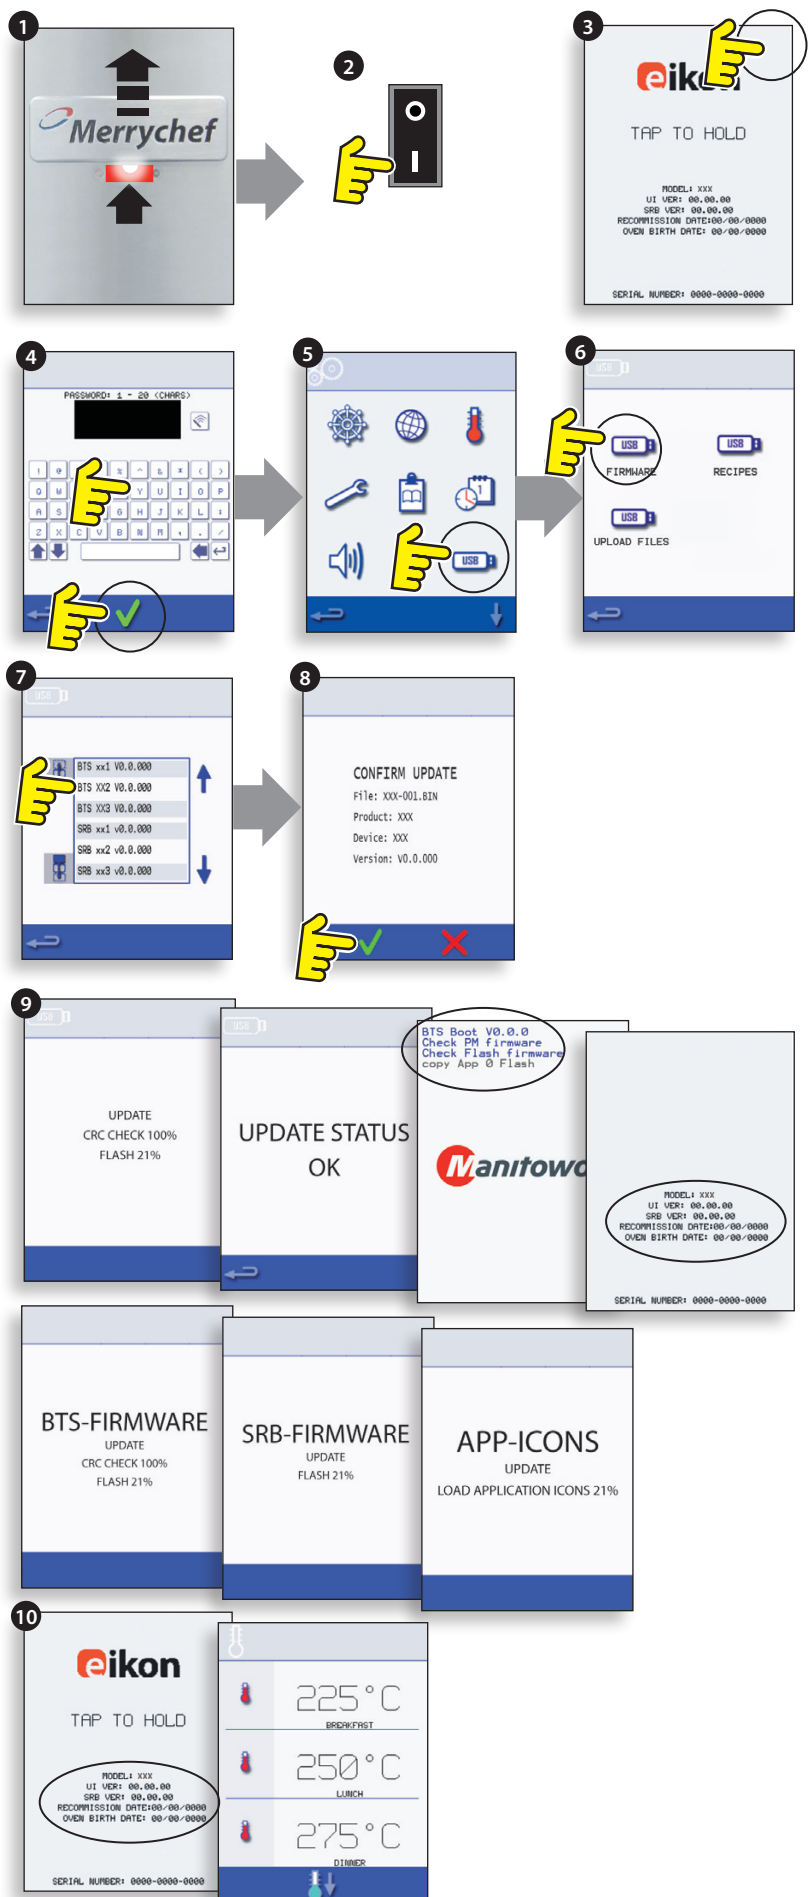 1
Merrychef
2
3
eikon
TAP TO HOLD
MODEL: XXX
UI VER: 00.00.00
SRB VER: 00.00.00
RECOMMISSION DATE:00/00/0000
OVEN BIRTH DATE: 00/00/0000
SERIAL NUMBER: 0000-0000-0000
4
PASSWORD: 1 - 20 (CHARS)
! @ % ^ & * ( )
Q W Y U I O P
A S G H J K L :
Z X C V B N M , . /
5
1
USB
6
USB
USB
FIRMWARE
USB
RECIPES
USB
UPLOAD FILES
7
USB
BTS xx1 V0.0.000
BTS XX2 V0.0.000
BTS XX3 V0.0.000
SRB xx1 v0.0.000
SRB xx2 v0.0.000
SRB xx3 v0.0.000
8
CONFIRM UPDATE
File: XXX-001.BIN
Product: XXX
Device: XXX
Version: V0.0.000
9
USB
UPDATE
CRC CHECK 100%
FLASH 21%
USB
UPDATE STATUS
OK
BTS Boot V0.0.0
Check PM firmware
Check Flash firmware
copy App 0 Flash
Manitowo
MODEL: XXX
UI VER: 00.00.00
SRB VER: 00.00.00
RECOMMISSION DATE:00/00/0000
OVEN BIRTH DATE: 00/00/0000
SERIAL NUMBER: 0000-0000-0000
BTS-FIRMWARE
UPDATE
CRC CHECK 100%
FLASH 21%
SRB-FIRMWARE
UPDATE
FLASH 21%
APP-ICONS
UPDATE
LOAD APPLICATION ICONS 21%
10
eikon
TAP TO HOLD
MODEL: XXX
UI VER: 00.00.00
SRB VER: 00.00.00
RECOMMISSION DATE:00/00/0000
OVEN BIRTH DATE: 00/00/0000
SERIAL NUMBER: 0000-0000-0000
225°C
BREAKFAST
250°C
LUNCH
275°C
DINNER